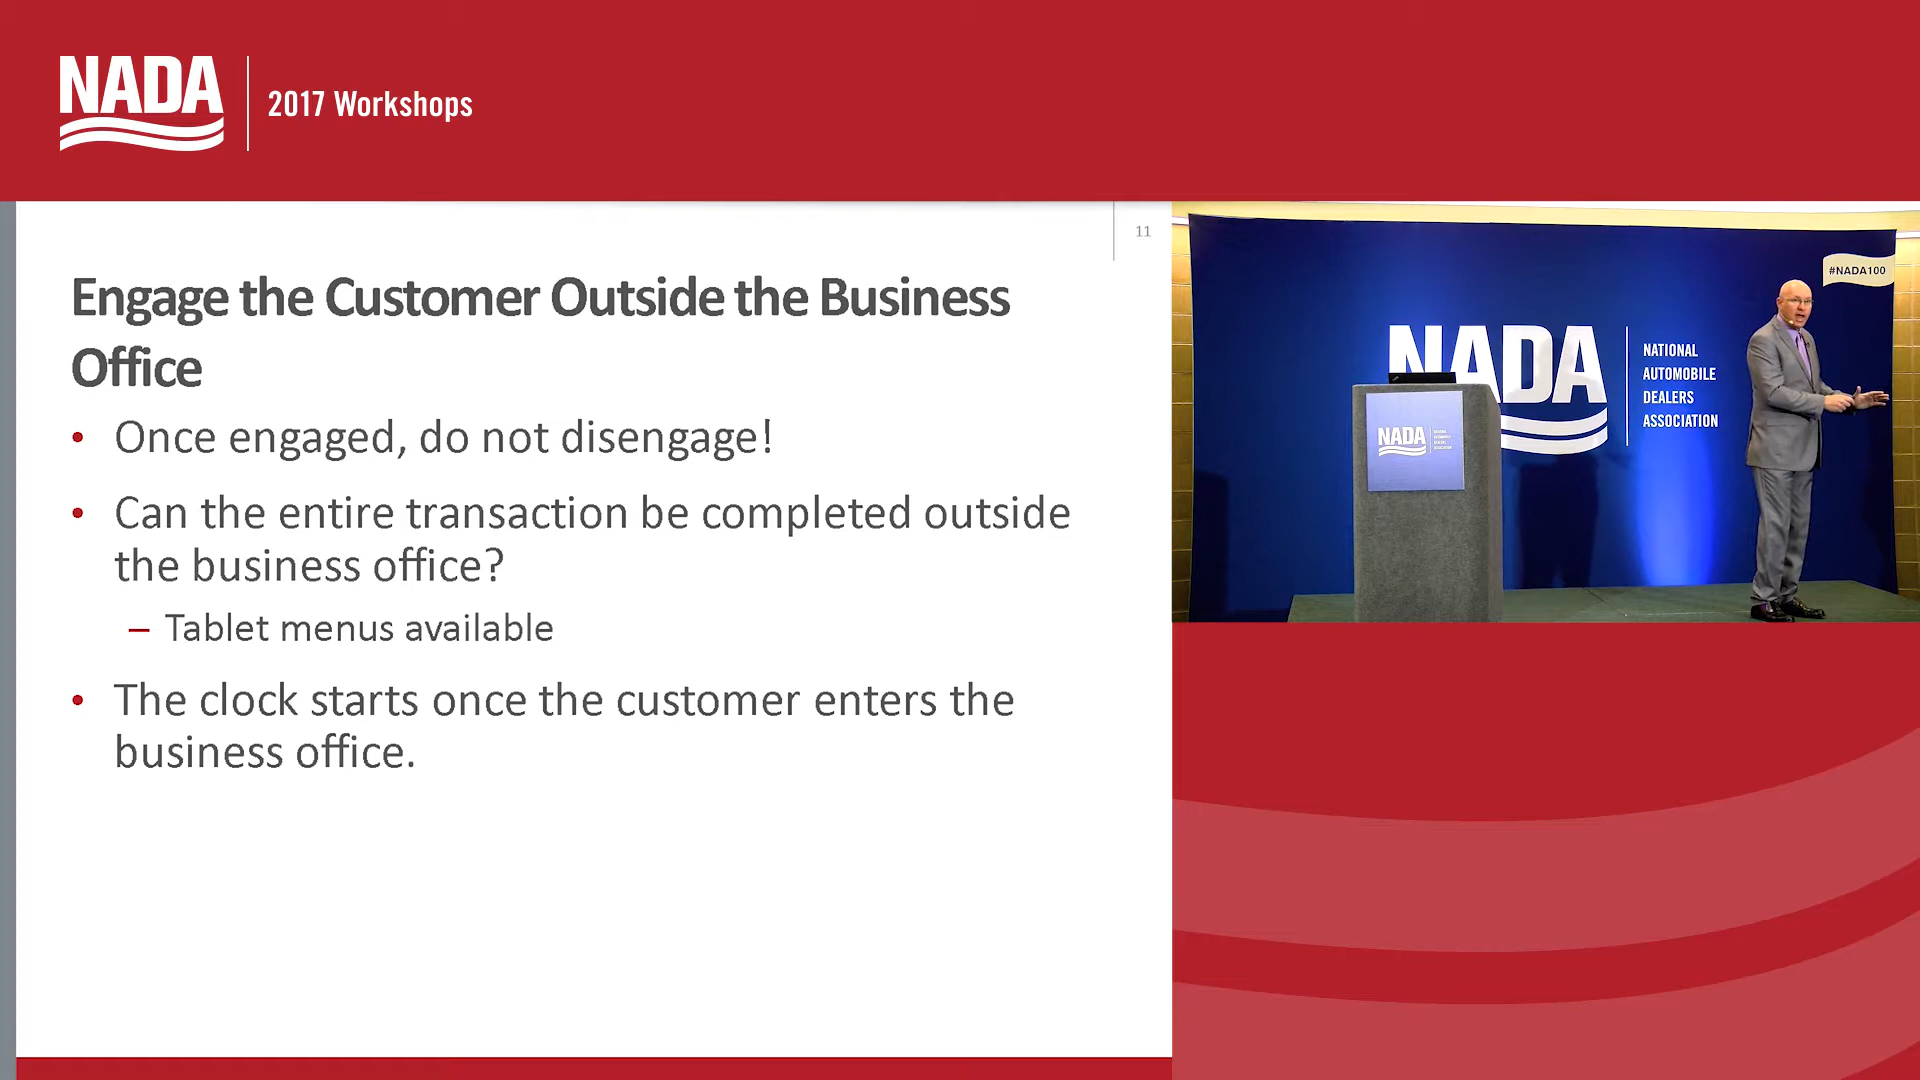 NADA
2017 Workshops
11
Engage the Customer Outside the Business
Office
• Once engaged, do not disengage!
• Can the entire transaction be completed outside
the business office?
– Tablet menus available
• The clock starts once the customer enters the
business office.
#NADA100
NADA
NATIONAL
AUTOMOBILE
DEALERS
ASSOCIATION
NADA